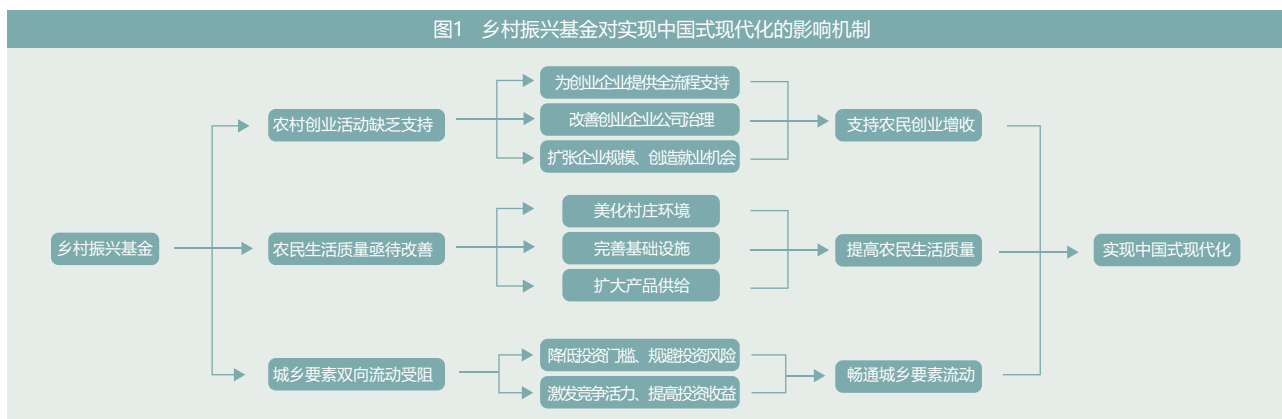 图1 乡村振兴基金对实现中国式现代化的影响机制
乡村振兴基金
农村创业活动缺乏支持
为创业企业提供全流程支持
改善创业企业公司治理
扩张企业规模、创造就业机会
支持农民创业增收
农民生活质量亟待改善
美化村庄环境
完善基础设施
扩大产品供给
提高农民生活质量
城乡要素双向流动受阻
降低投资门槛、规避投资风险
激发竞争活力、提高投资收益
畅通城乡要素流动
实现中国式现代化